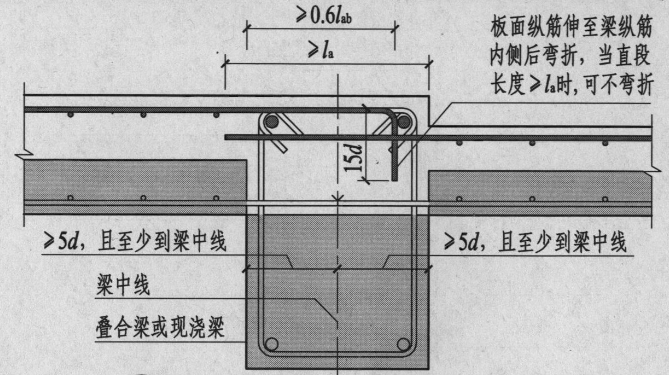 ≥0.6lab
≥la
板面纵筋伸至梁纵筋
内侧后弯折，当直段
长度≥la时，可不弯折
15d
≥5d，且至少到梁中线
≥5d，且至少到梁中线
梁中线
叠合梁或现浇梁